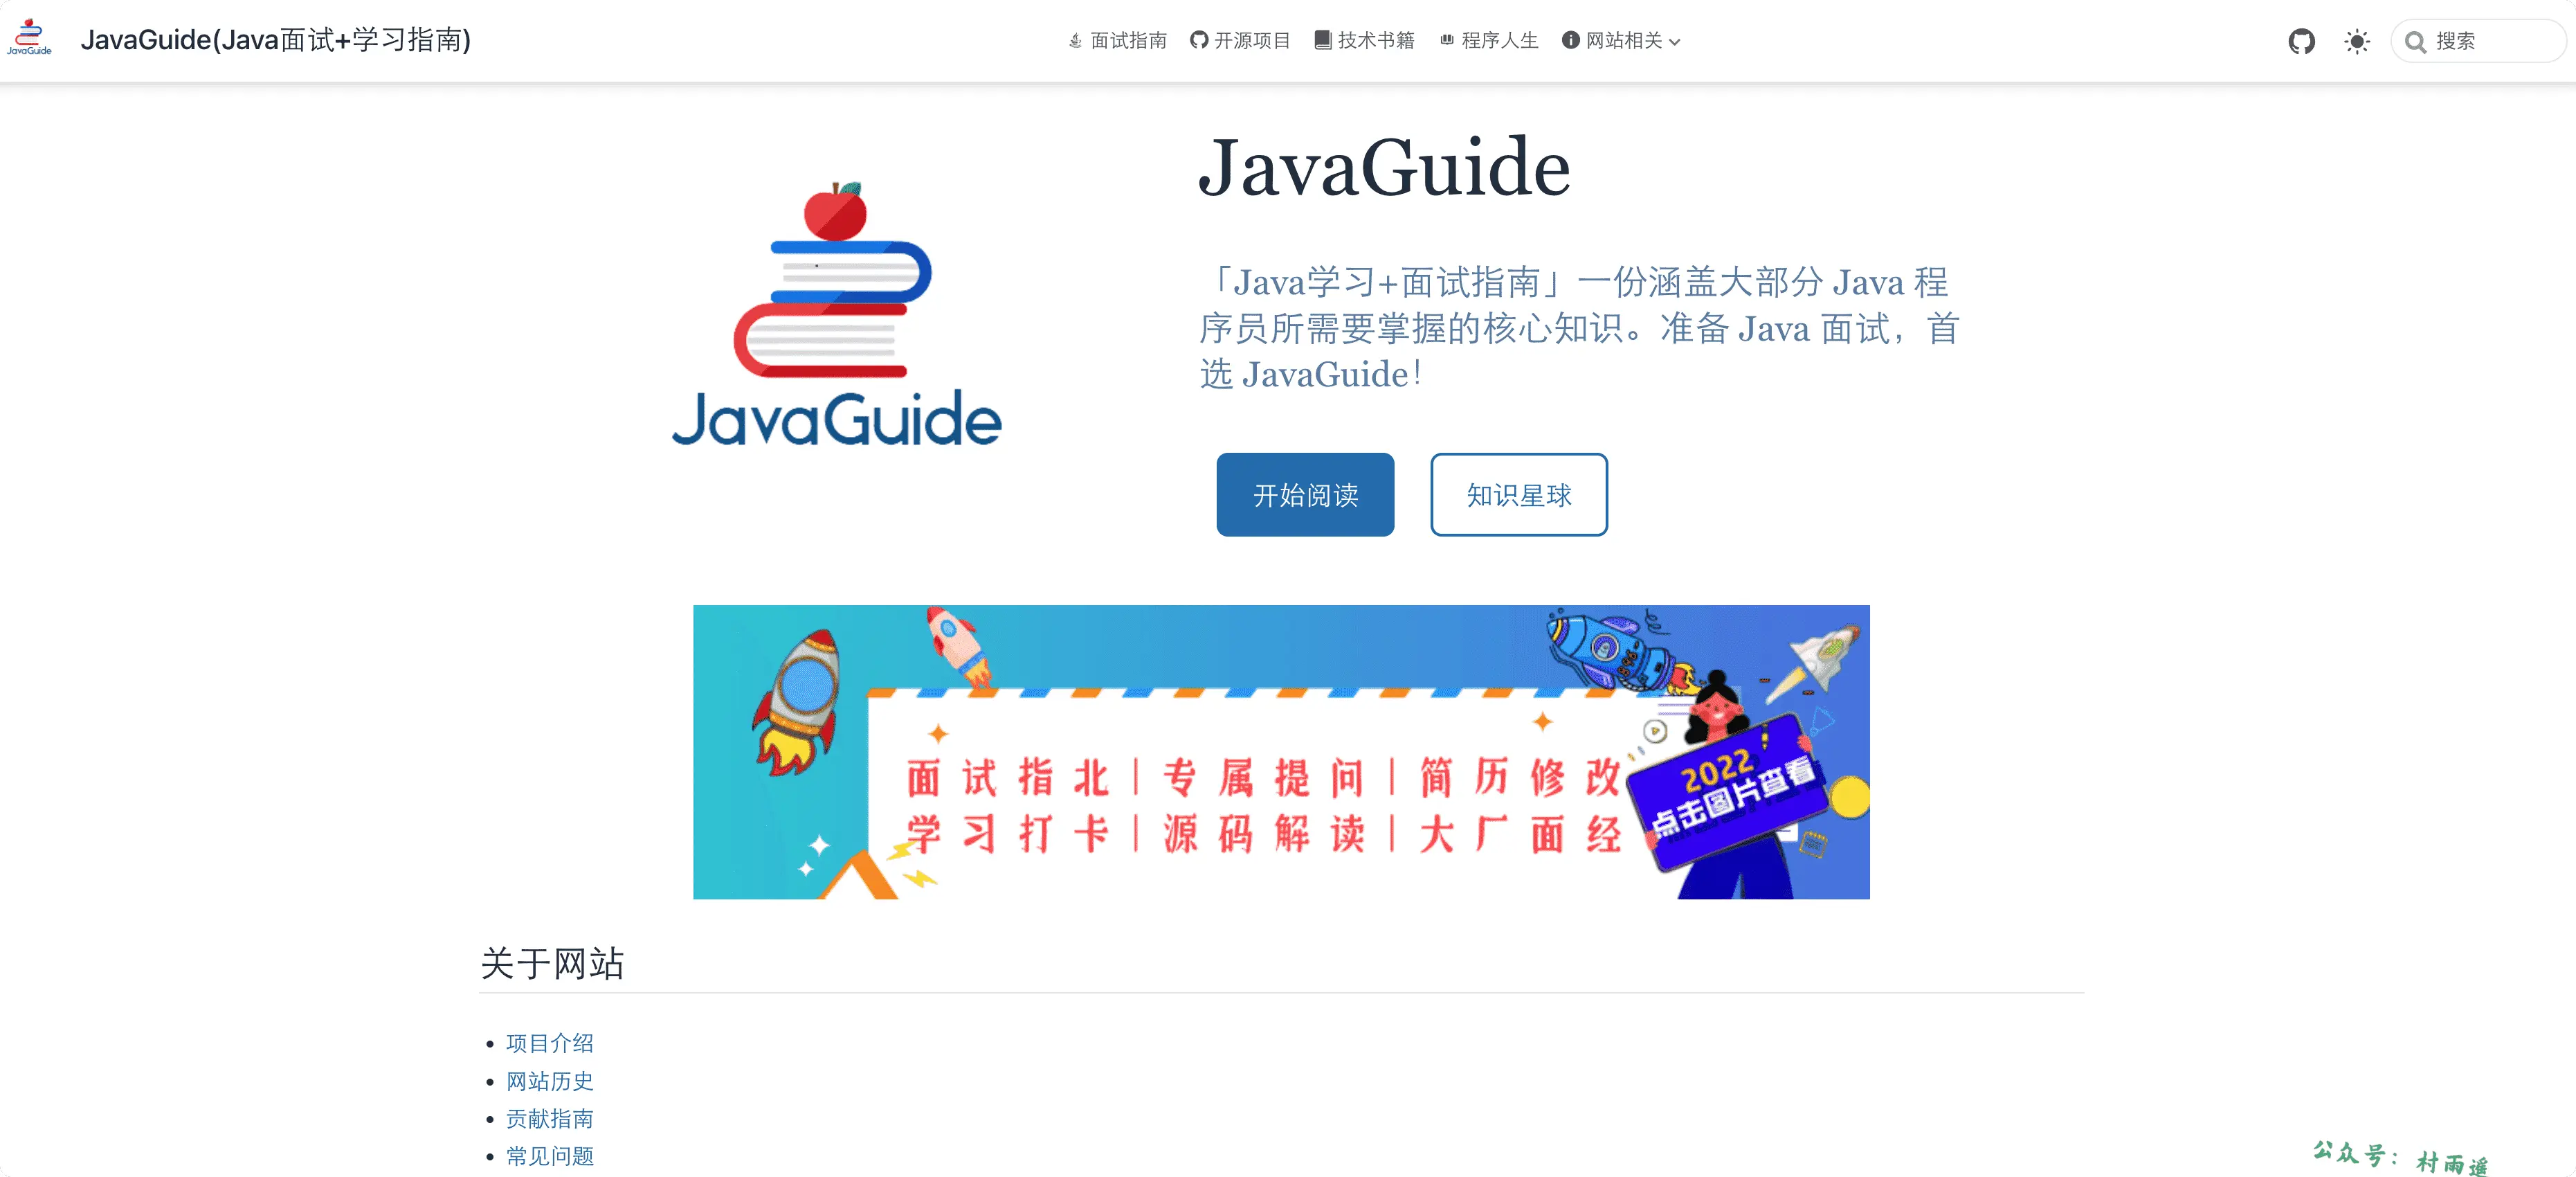 JavaGuide
JavaGuide(Java面试+学习指南)
面试指南
开源项目
技术书籍
程序人生
网站相关
搜索
JavaGuide
JavaGuide
「Java学习+面试指南」一份涵盖大部分 Java 程
序员所需要掌握的核心知识。准备 Java 面试，首
选 JavaGuide！
开始阅读
知识星球
面试指北|专属提问|简历修改
学习打卡|源码解读|大厂面经
2022
点击图片查看
关于网站
项目介绍
网站历史
贡献指南
常见问题
公众号：村雨遥